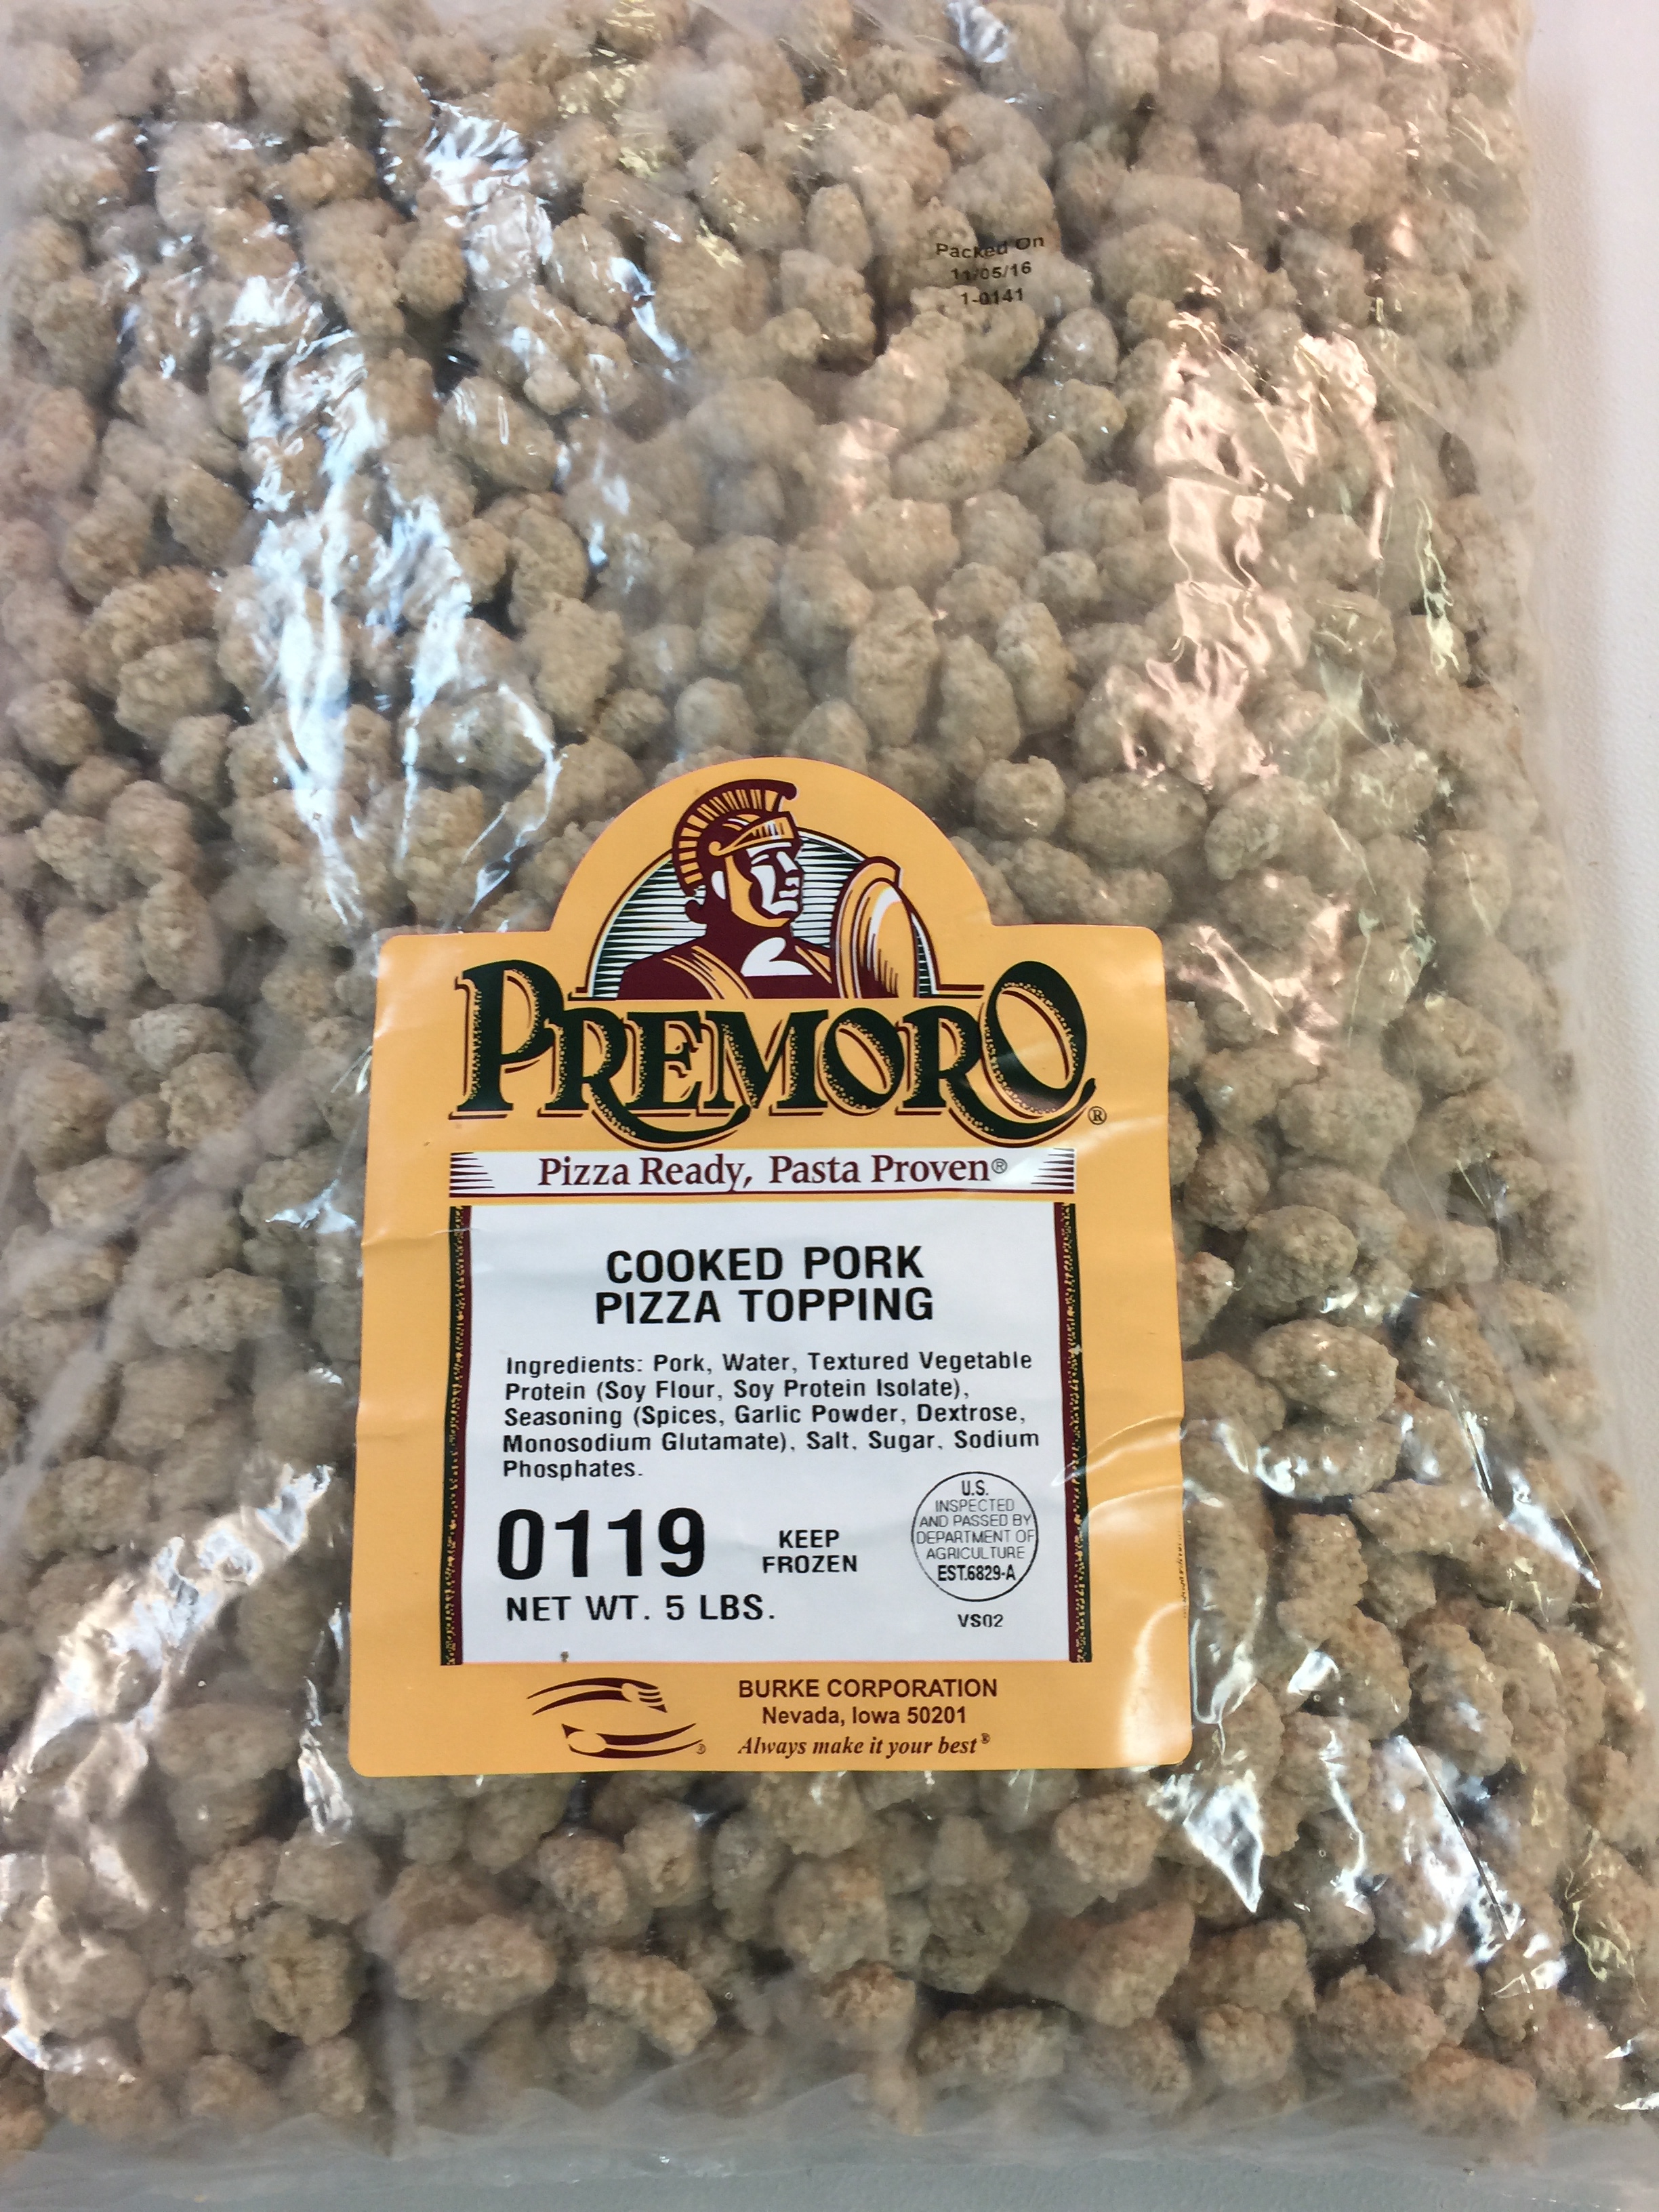 Packed On
11/05/16
1-0141
PREMORO®
Pizza Ready, Pasta Proven®
COOKED PORK
PIZZA TOPPING
Ingredients: Pork, Water, Textured Vegetable
Protein (Soy Flour, Soy Protein Isolate),
Seasoning (Spices, Garlic Powder, Dextrose,
Monosodium Glutamate), Salt, Sugar, Sodium
Phosphates.
0119
KEEP
FROZEN
NET WT. 5 LBS.
U.S.
INSPECTED
AND PASSED BY
DEPARTMENT OF
AGRICULTURE
EST.6829-A
VS02
BURKE CORPORATION
Nevada, Iowa 50201
Always make it your best®